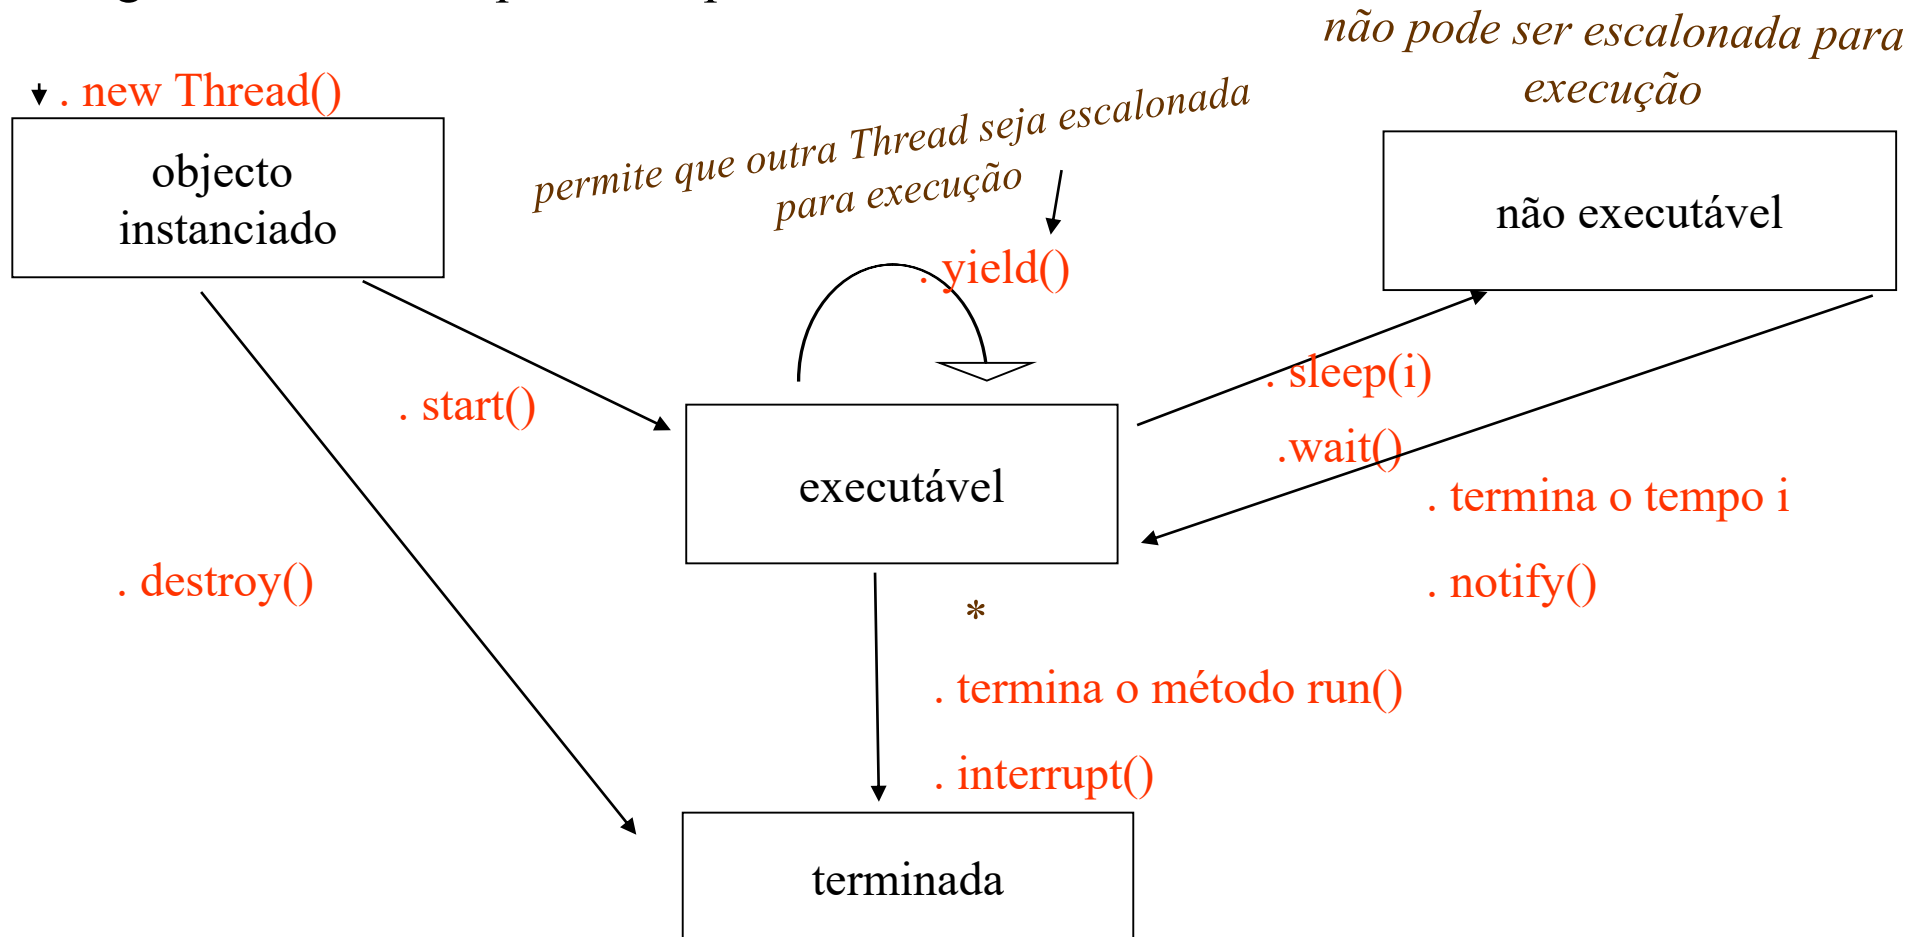 não pode ser escalonada para
execução
. new Thread()
permite que outra Thread seja escalonada
para execução
objecto
instanciado
não executável
. yield()
. sleep(i)
. start()
.wait()
executável
. termina o tempo i
. destroy()
. notify()
*
. termina o método run()
. interrupt()
terminada